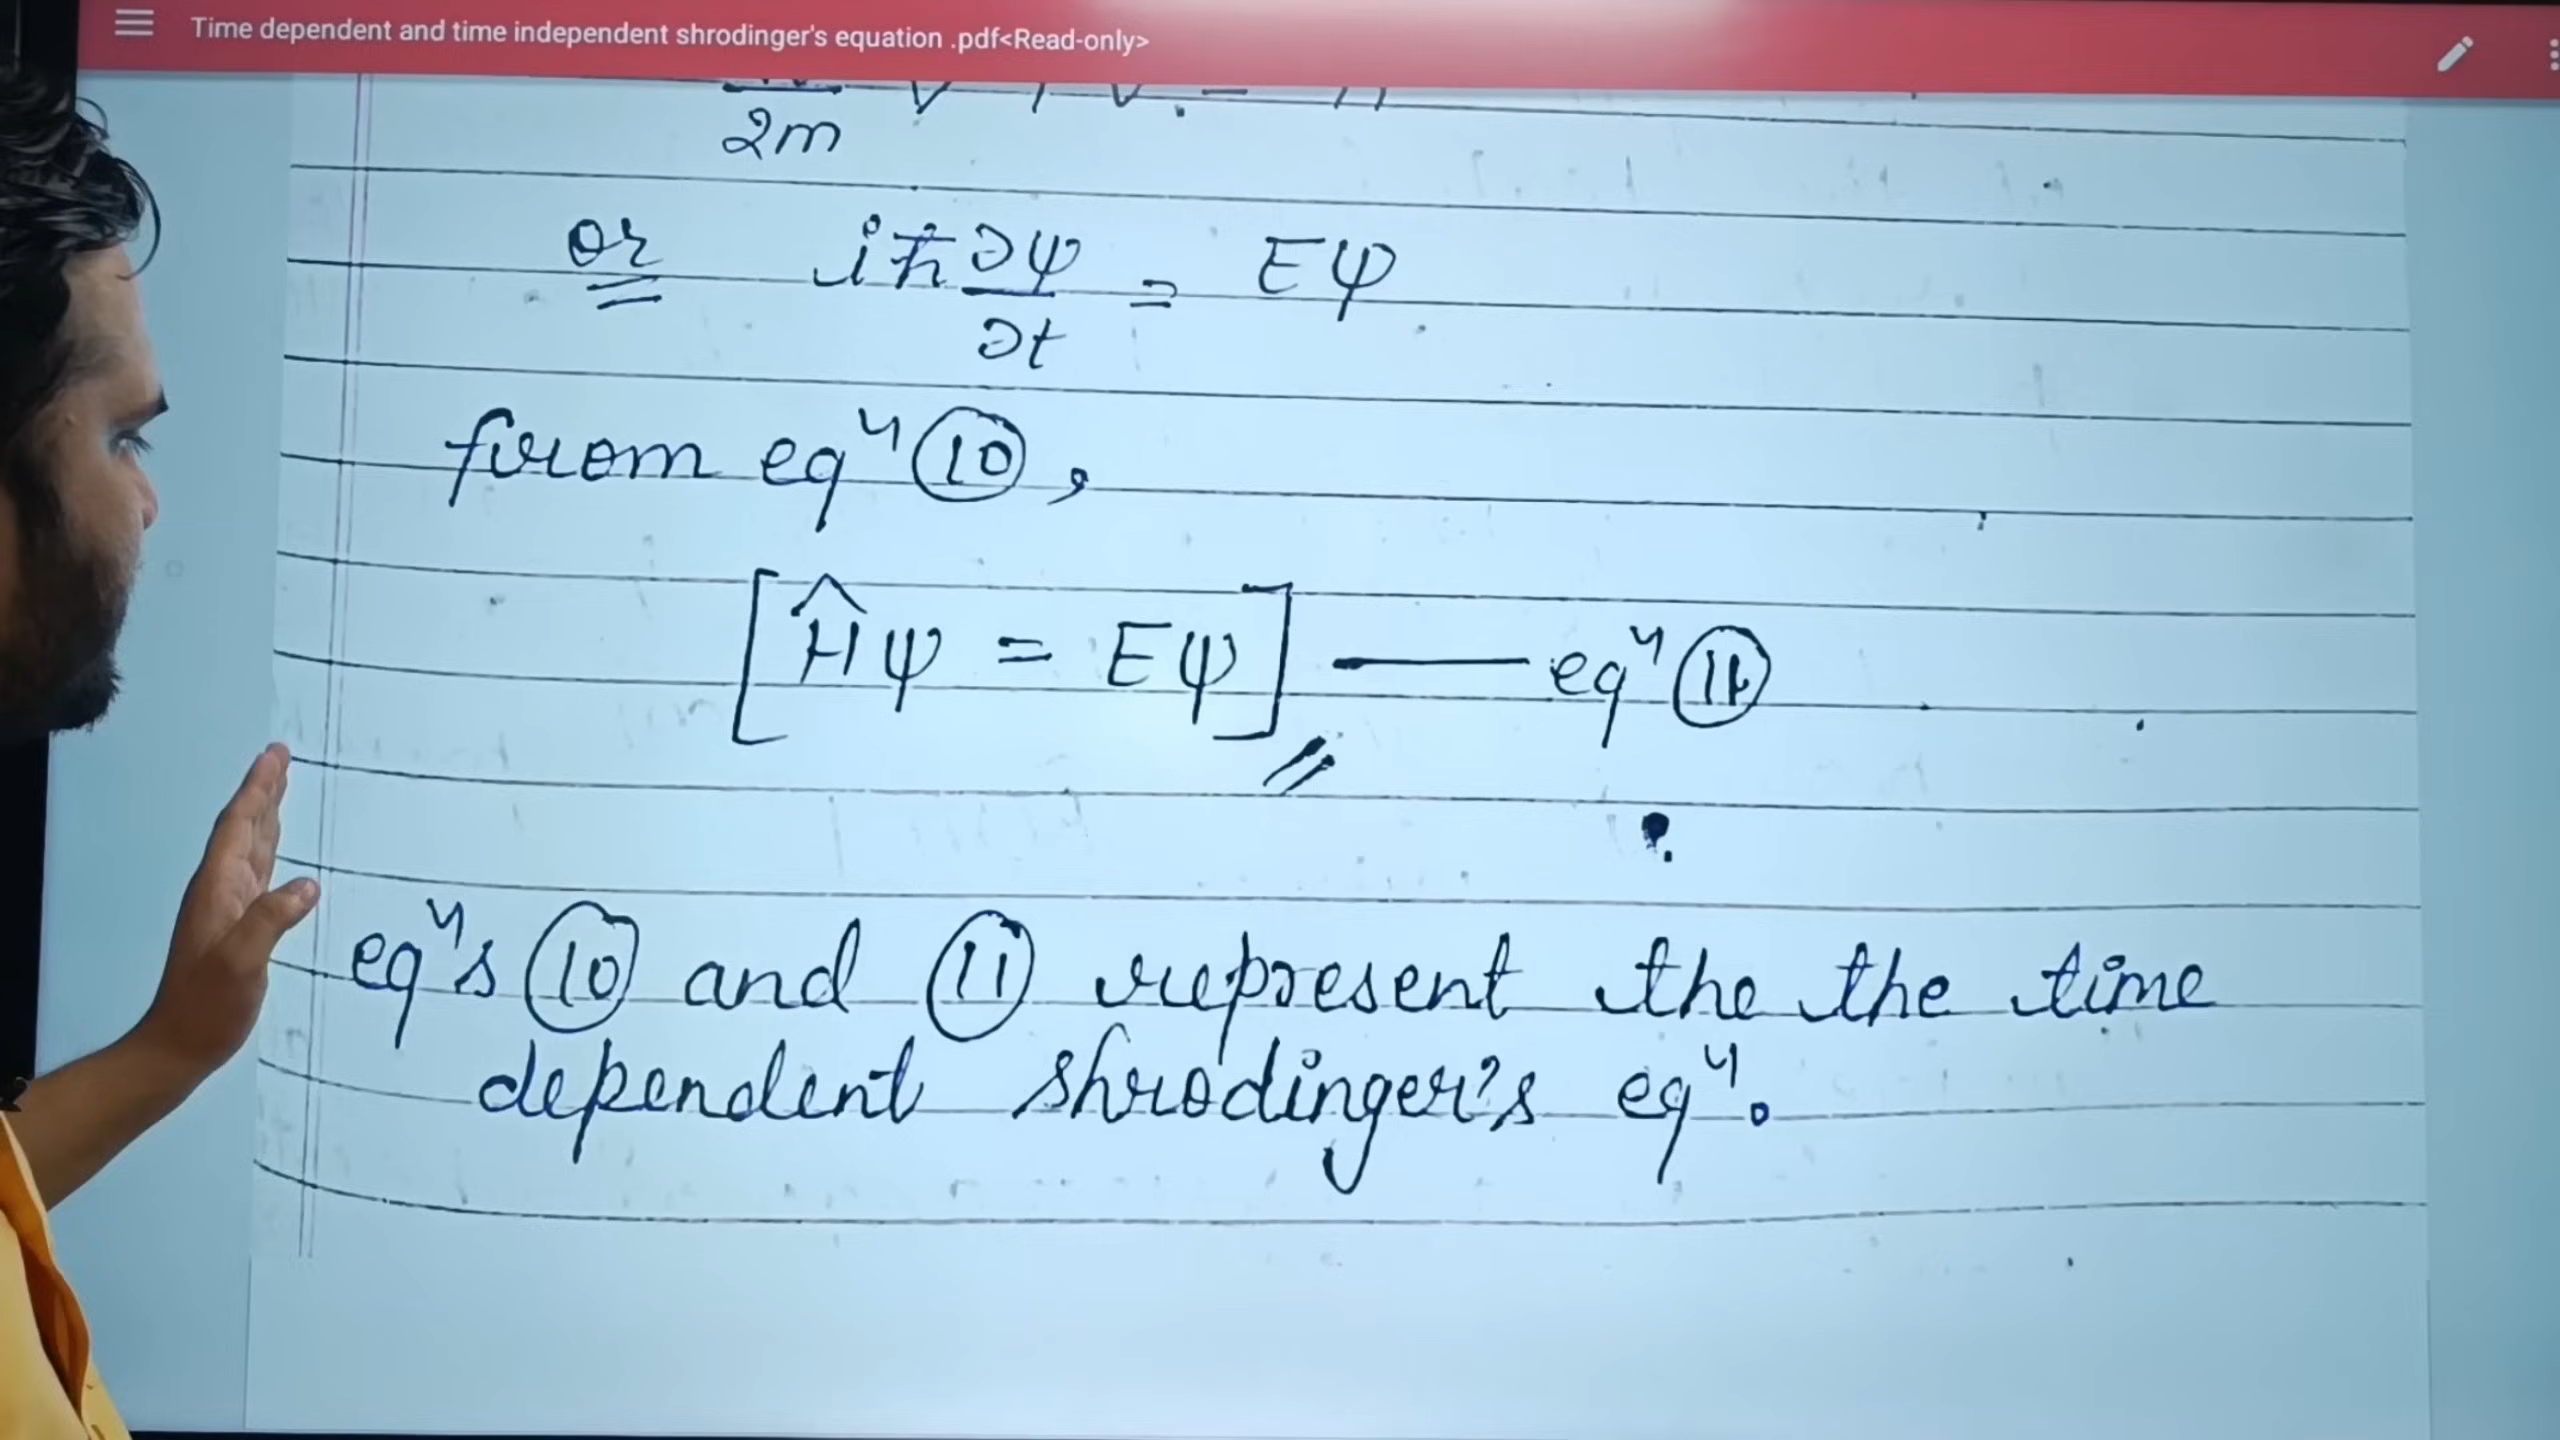 Time dependent and time independent shrodinger's equation .pdf<Read-only>
2m
or iħ ∂ψ/∂t = Eψ
from eqⁿ (10),
[Ĥψ = Eψ] — eqⁿ (11)
eqⁿs (10) and (11) represent the the time
dependent shrodinger's eqⁿ.